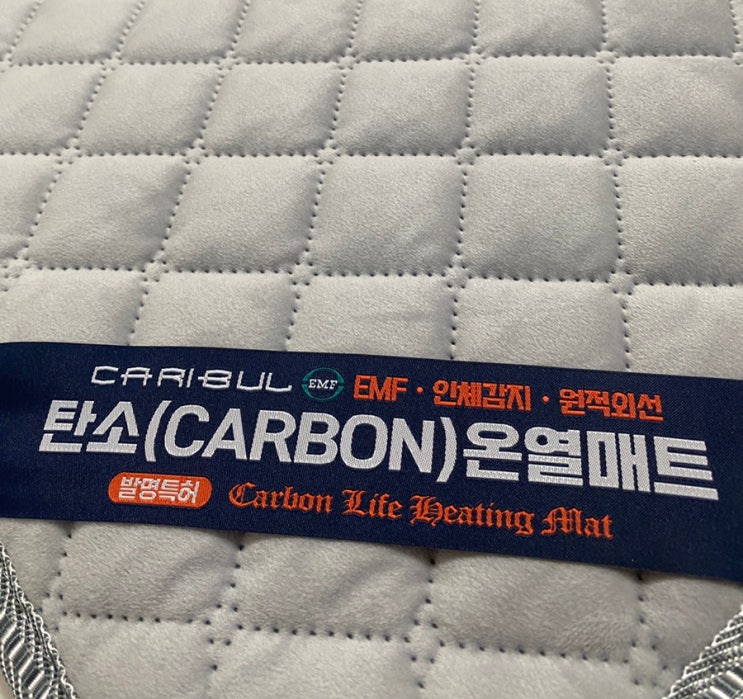 CARIBUL EMF EMF · 인체감지 · 원적외선
탄소(CARBON)온열매트
발명특허 Carbon Life Heating Mat